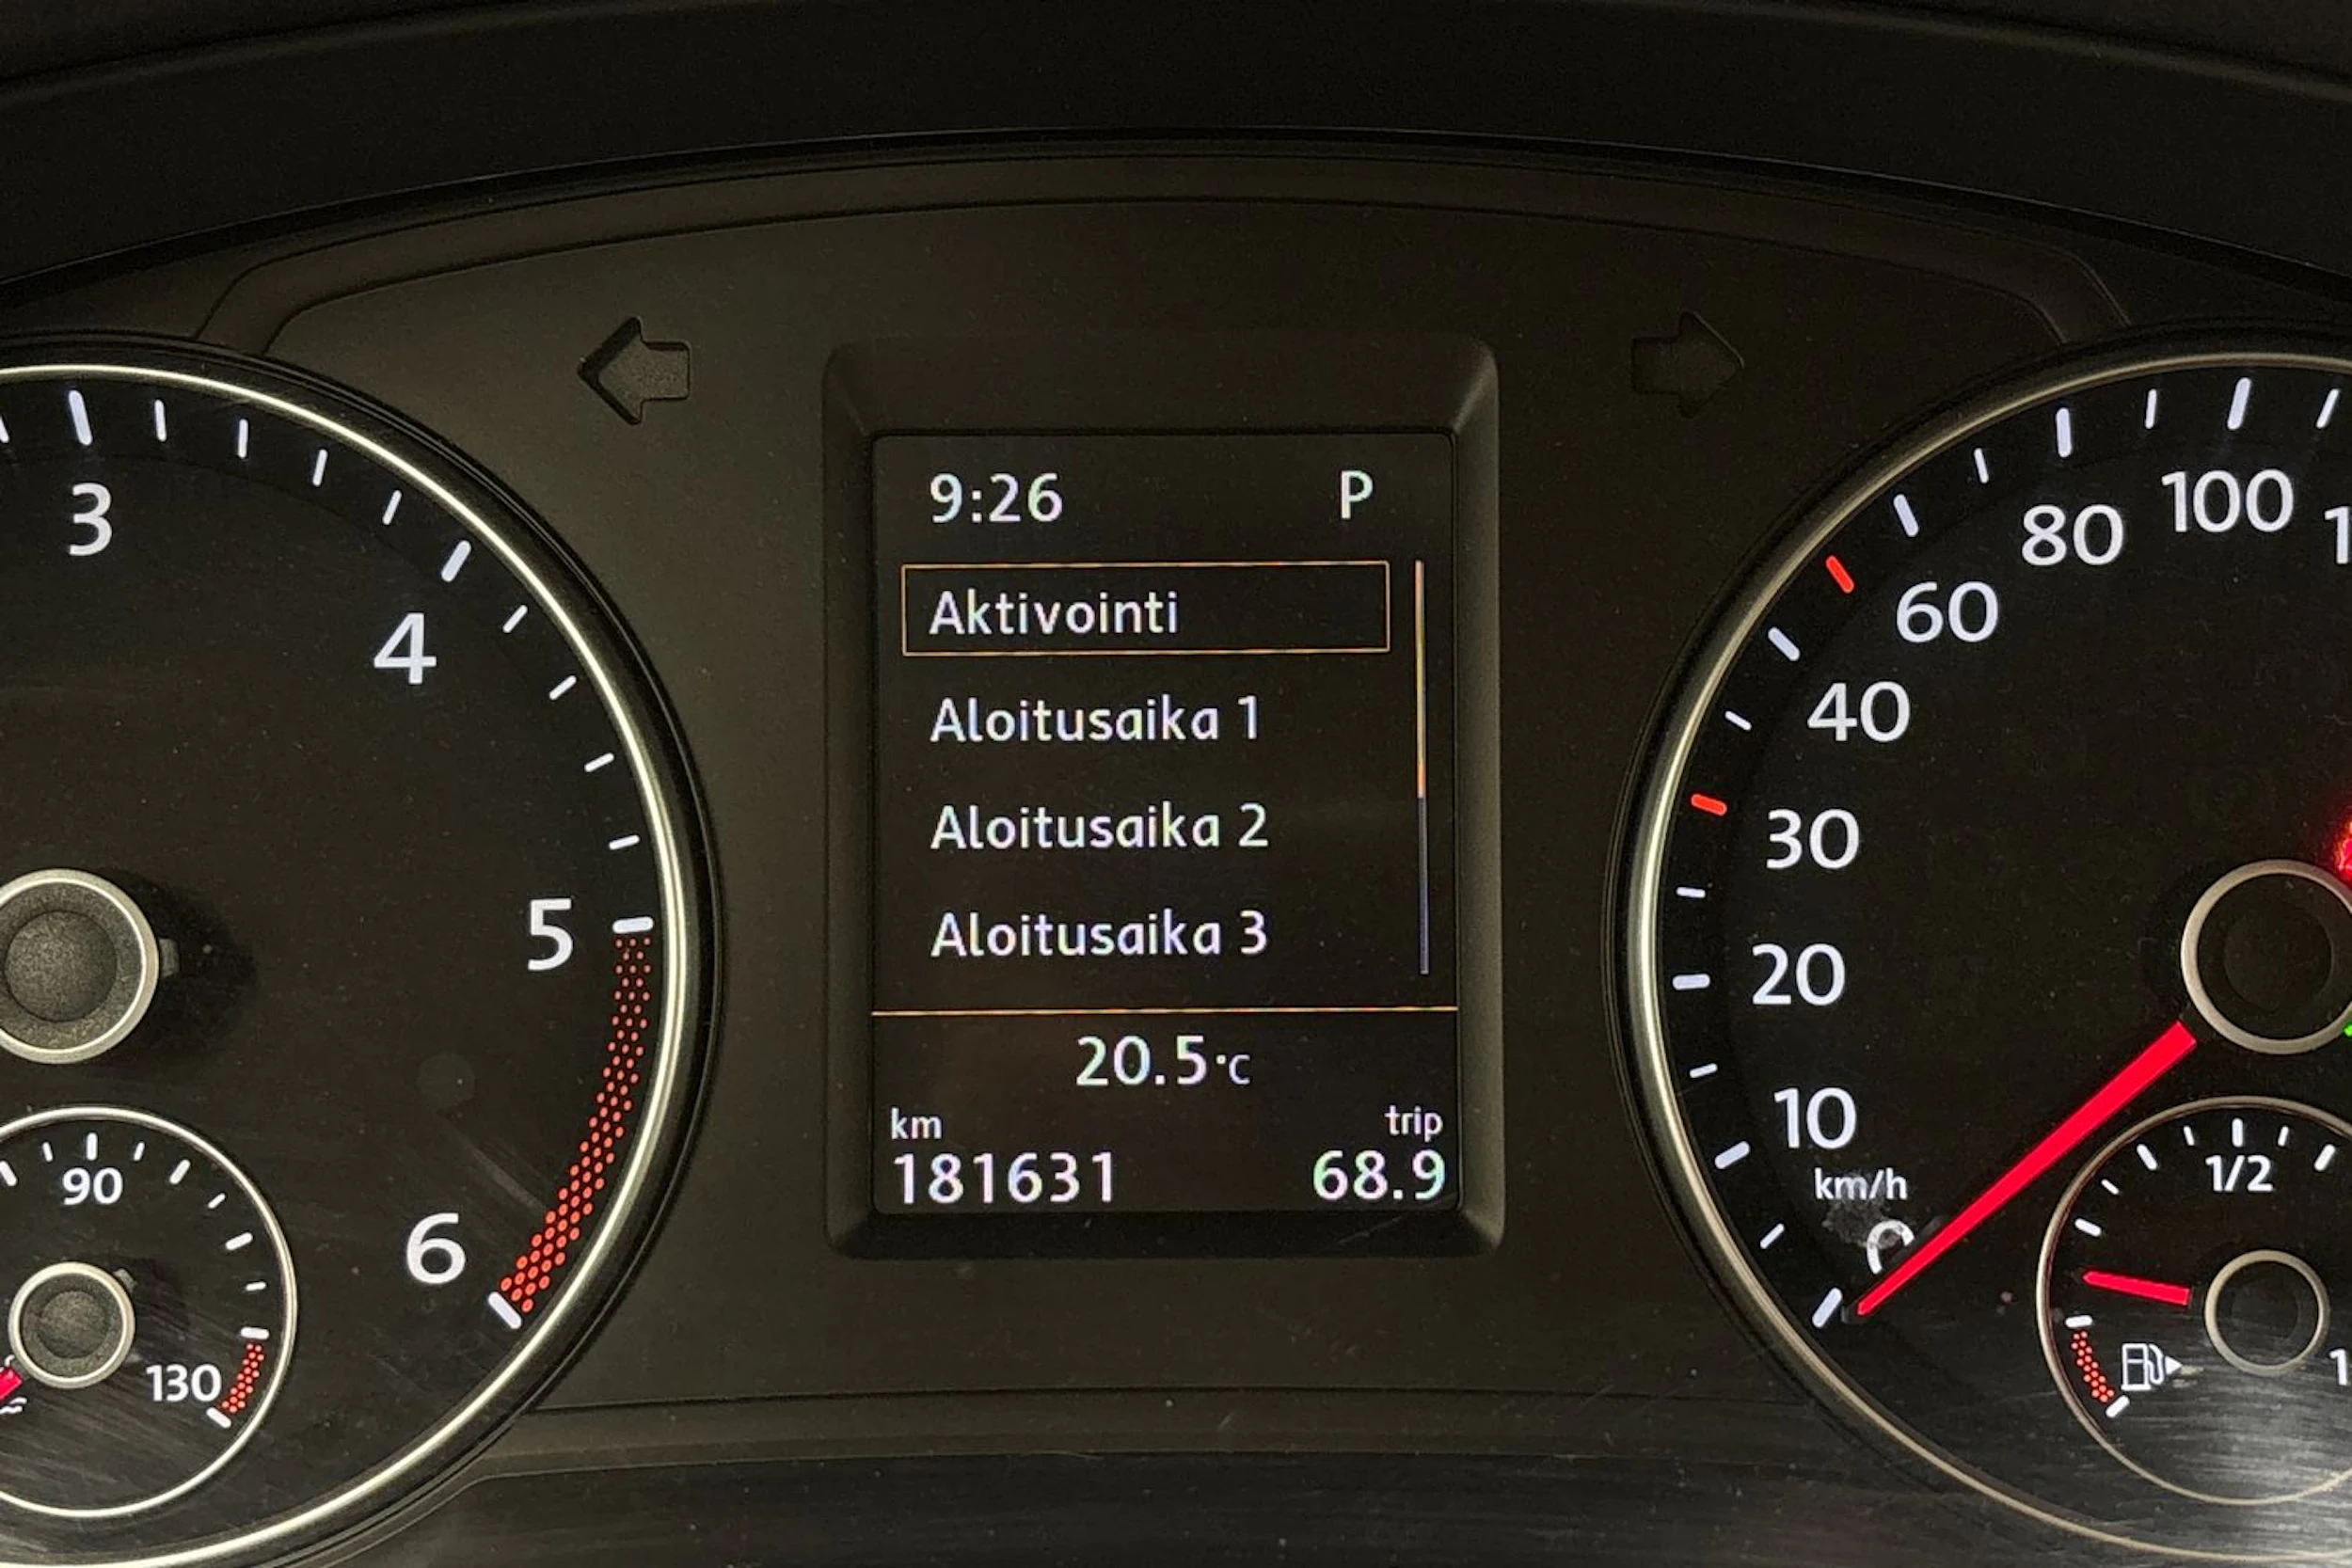 9:26 P
Aktivointi
Aloitusaika 1
Aloitusaika 2
Aloitusaika 3
20.5°C
km trip
181631 68.9
3
4
5
6
90
130
100
80
60
40
30
20
10
km/h
0
1/2